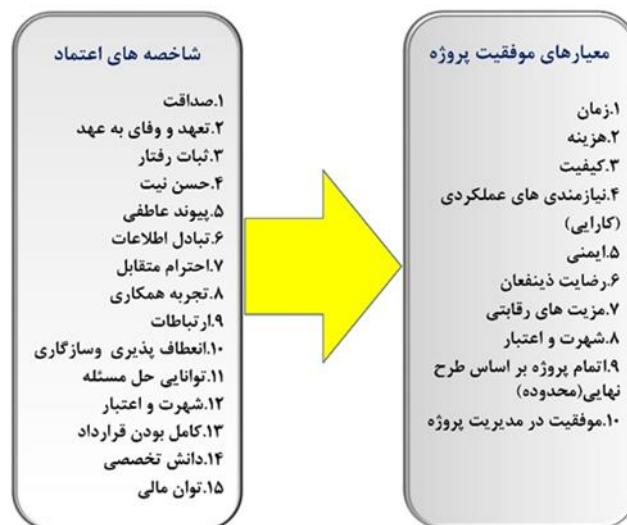 معیارهای موفقیت پروژه
۱.زمان
۲.هزینه
۳.کیفیت
۴.نیازمندی های عملکردی
(کارایی)
۵.ایمنی
۶.رضایت ذینفعان
۷.مزیت های رقابتی
۸.شهرت و اعتبار
۹.اتمام پروژه بر اساس طرح
نهایی(محدوده)
۱۰.موفقیت در مدیریت پروژه
شاخصه های اعتماد
۱.صداقت
۲.تعهد و وفای به عهد
۳.ثبات رفتار
۴.حسن نیت
۵.پیوند عاطفی
۶.تبادل اطلاعات
۷.احترام متقابل
۸.تجربه همکاری
۹.ارتباطات
۱۰.انعطاف پذیری وسازگاری
۱۱.توانایی حل مسئله
۱۲.شهرت و اعتبار
۱۳.کامل بودن قرارداد
۱۴.دانش تخصصی
۱۵.توان مالی